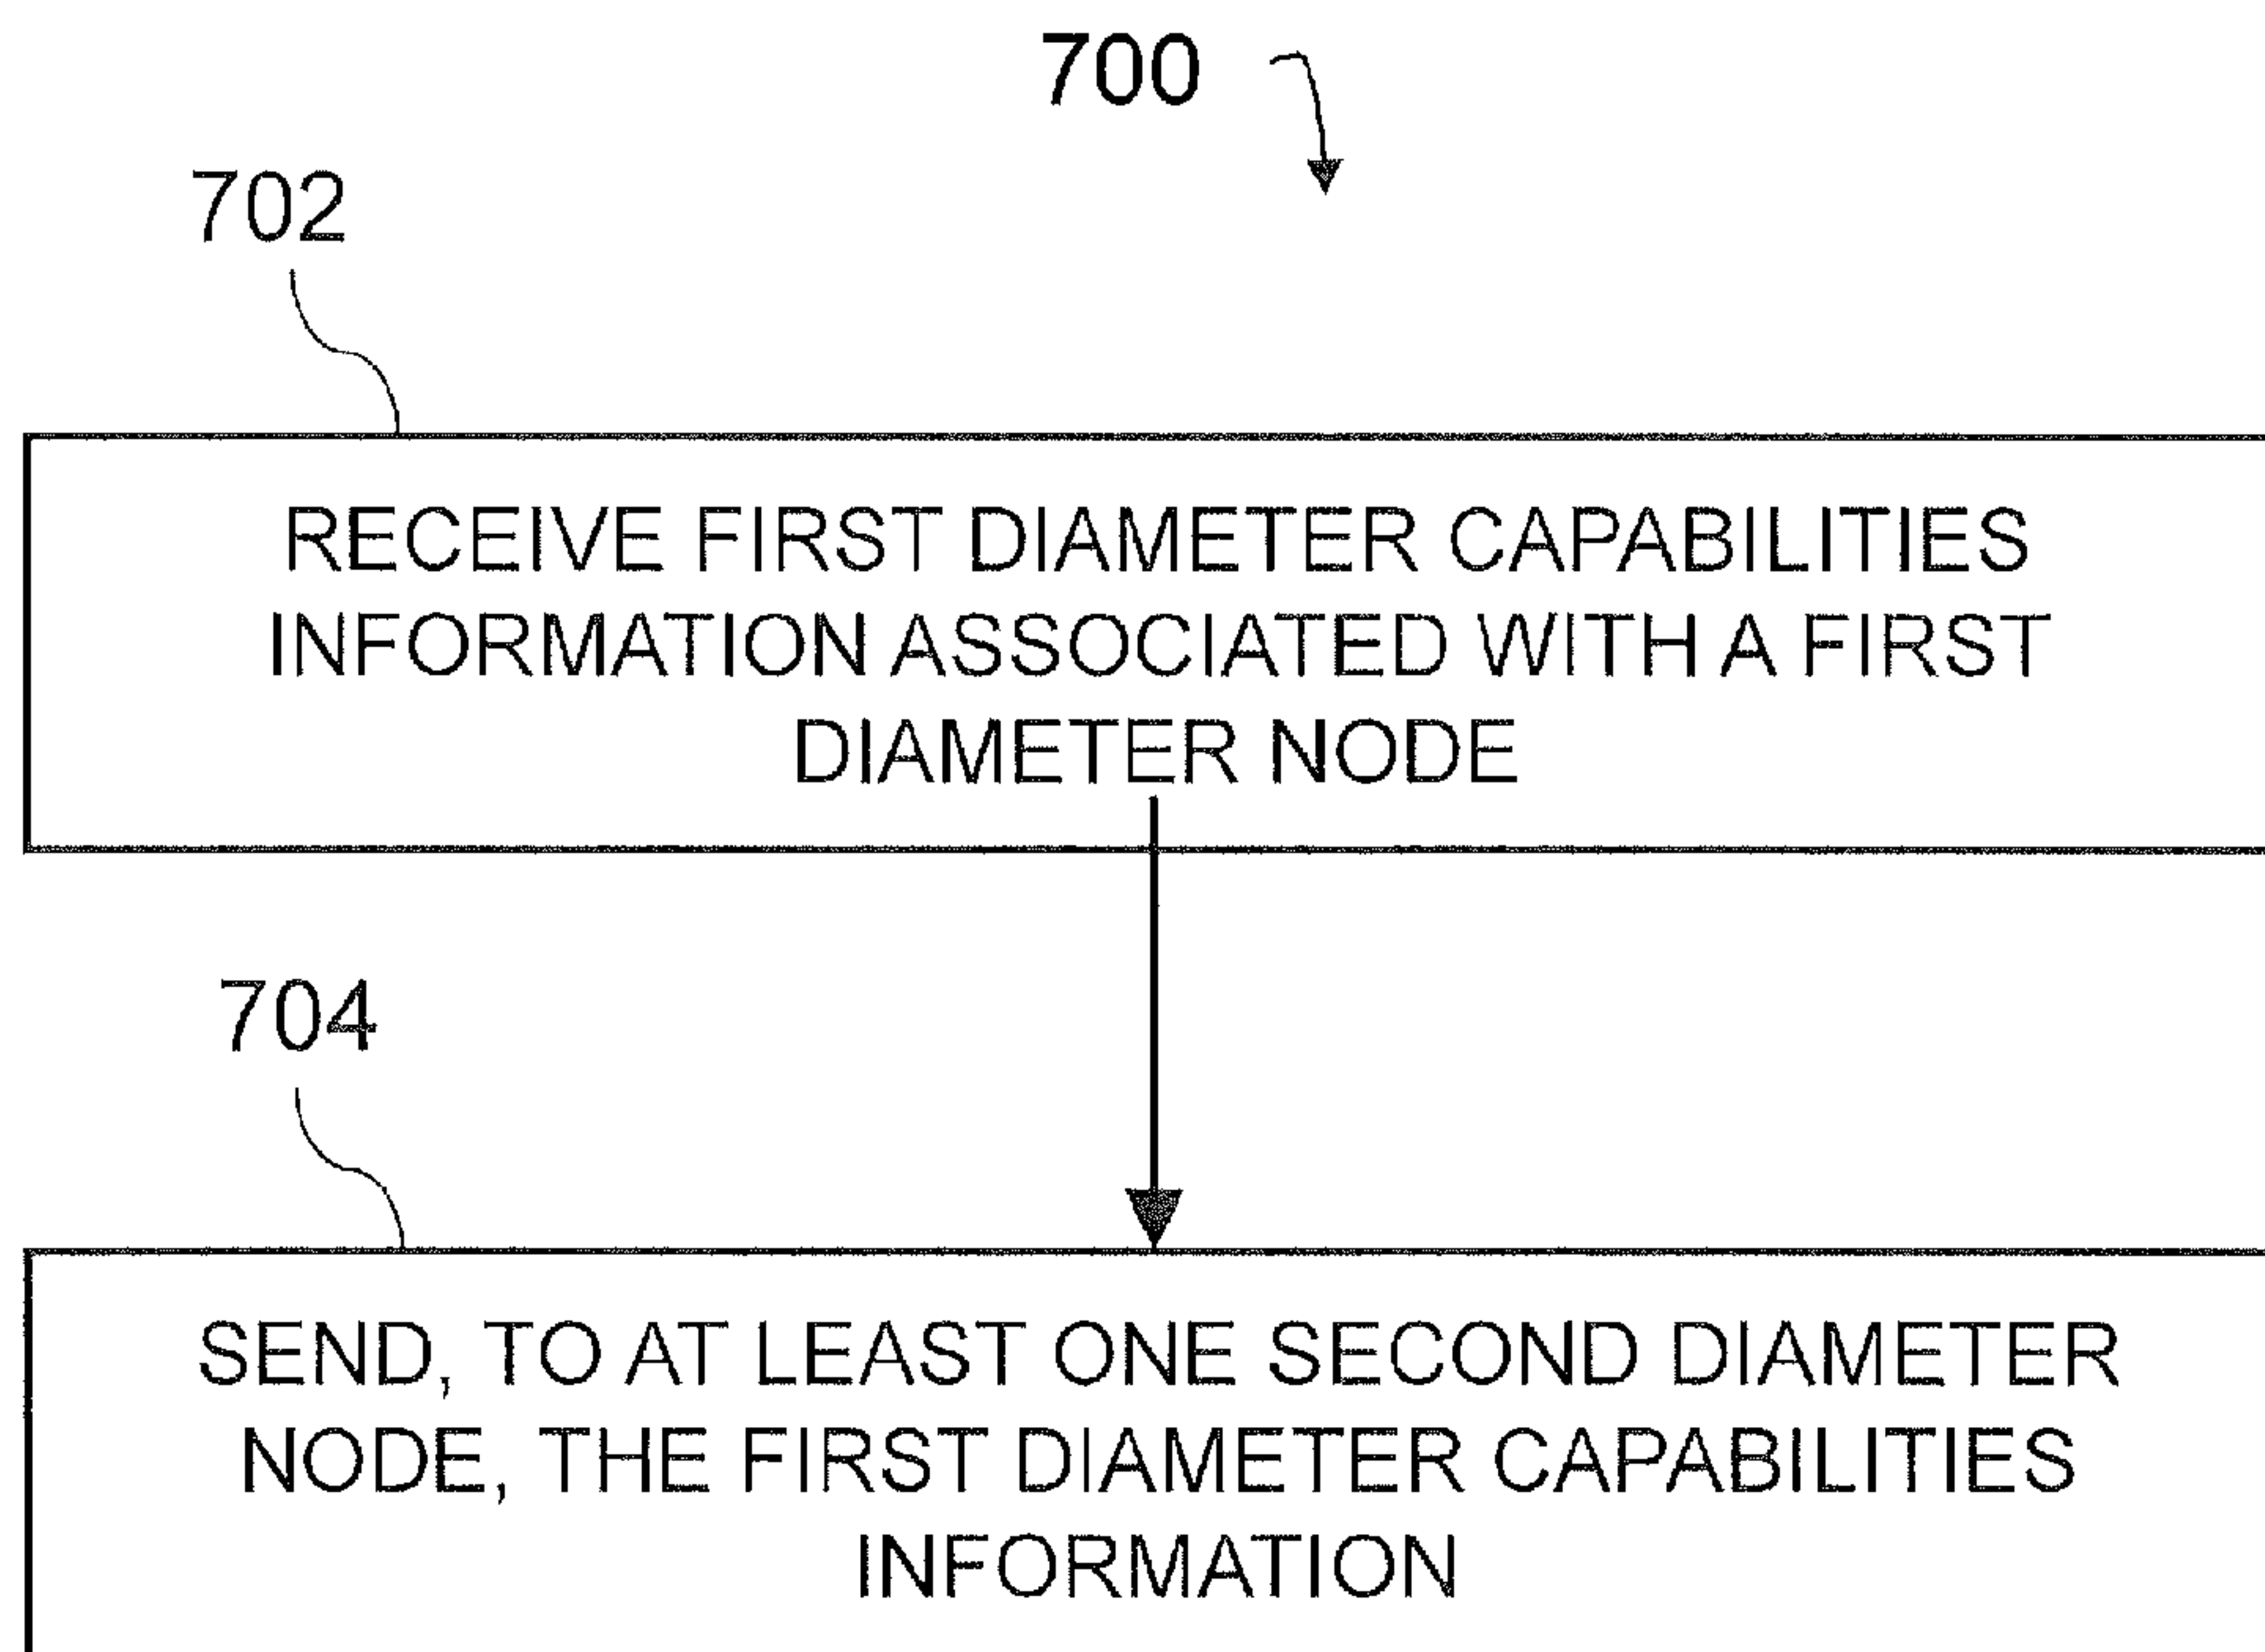 700
702
RECEIVE FIRST DIAMETER CAPABILITIES
INFORMATION ASSOCIATED WITH A FIRST
DIAMETER NODE
704
SEND, TO AT LEAST ONE SECOND DIAMETER
NODE, THE FIRST DIAMETER CAPABILITIES
INFORMATION